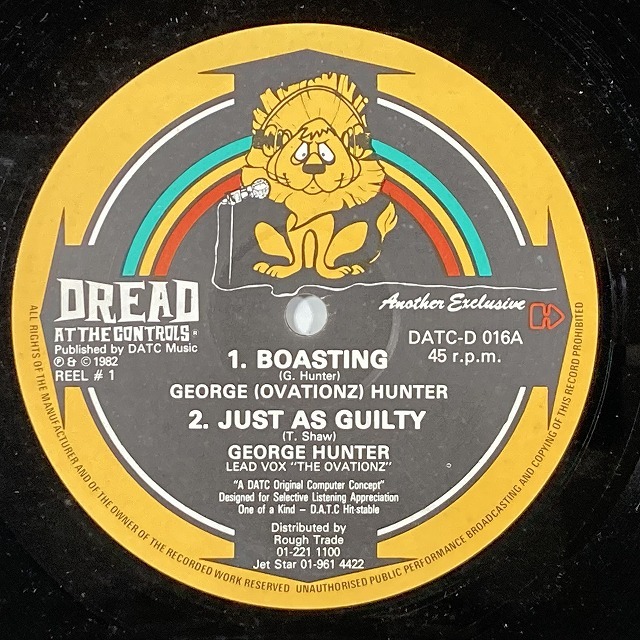 DREAD
AT THE CONTROLS
Published by DATC Music
℗ & © 1982
REEL # 1
Another Exclusive
DATC-D 016A
45 r.p.m.
1. BOASTING
(G. Hunter)
GEORGE (OVATIONZ) HUNTER
2. JUST AS GUILTY
(T. Shaw)
GEORGE HUNTER
LEAD VOX "THE OVATIONZ"
"A DATC Original Computer Concept"
Designed for Selective Listening Appreciation
One of a Kind – D.A.T.C Hit-stable
Distributed by
Rough Trade
01-221 1100
Jet Star 01-961 4422
ALL RIGHTS OF THE MANUFACTURER AND OF THE OWNER OF THE RECORDED WORK RESERVED UNAUTHORISED PUBLIC PERFORMANCE BROADCASTING AND COPYING OF THIS RECORD PROHIBITED